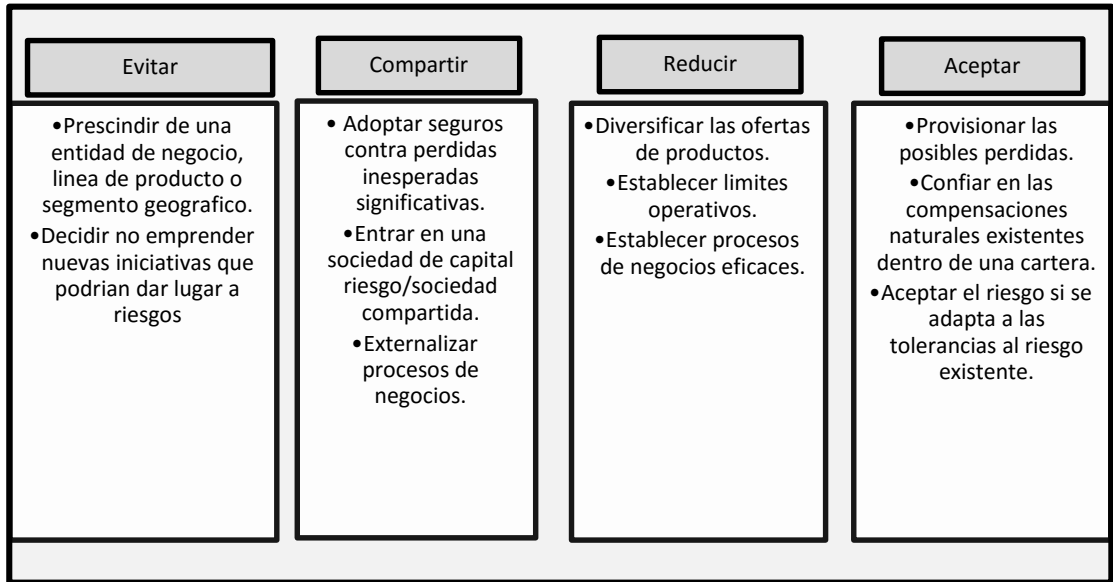 Evitar
•Prescindir de una
entidad de negocio,
linea de producto o
segmento geografico.
•Decidir no emprender
nuevas iniciativas que
podrian dar lugar a
riesgos
Compartir
• Adoptar seguros
contra perdidas
inesperadas
significativas.
•Entrar en una
sociedad de capital
riesgo/sociedad
compartida.
•Externalizar
procesos de
negocios.
Reducir
•Diversificar las ofertas
de productos.
•Establecer limites
operativos.
•Establecer procesos
de negocios eficaces.
Aceptar
•Provisionar las
posibles perdidas.
•Confiar en las
compensaciones
naturales existentes
dentro de una cartera.
•Aceptar el riesgo si se
adapta a las
tolerancias al riesgo
existente.